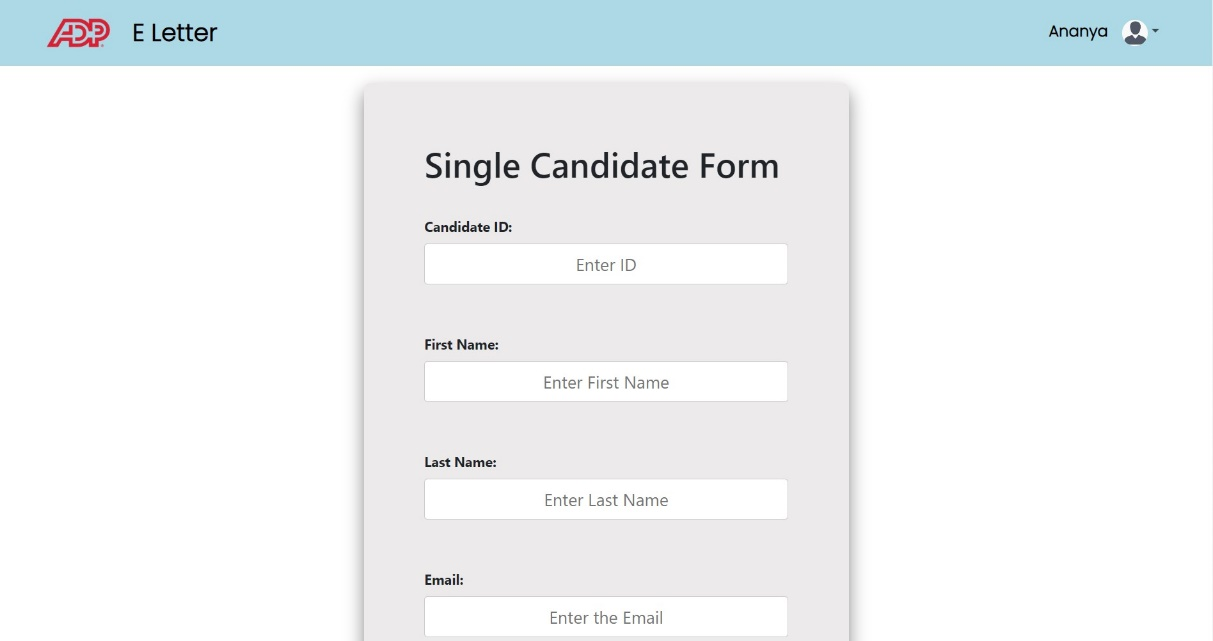 ADP E Letter Ananya
Single Candidate Form
Candidate ID:
Enter ID
First Name:
Enter First Name
Last Name:
Enter Last Name
Email:
Enter the Email